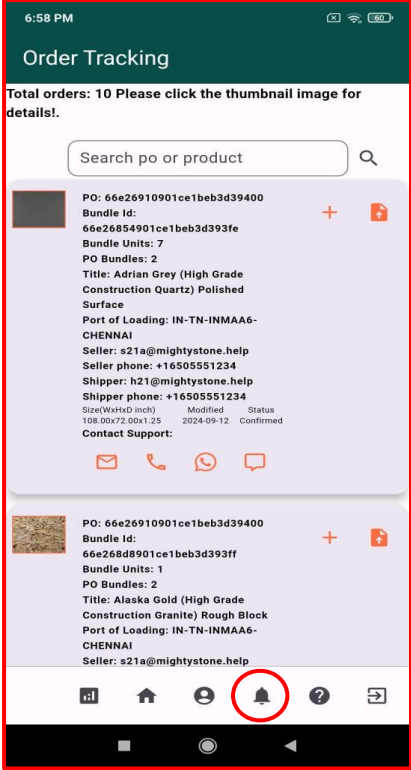 6:58 PM
60
Order Tracking
Total orders: 10 Please click the thumbnail image for
details!.
Search po or product
PO: 66e26910901ce1beb3d39400
Bundle Id:
66e26854901ce1beb3d393fe
Bundle Units: 7
PO Bundles: 2
Title: Adrian Grey (High Grade
Construction Quartz) Polished
Surface
Port of Loading: IN-TN-INMAA6-
CHENNAI
Seller: s21a@mightystone.help
Seller phone: +16505551234
Shipper: h21@mightystone.help
Shipper phone: +16505551234
Size(WxHxD inch) Modified Status
108.00x72.00x1.25 2024-09-12 Confirmed
Contact Support:
PO: 66e26910901ce1beb3d39400
Bundle Id:
66e268d8901ce1beb3d393ff
Bundle Units: 1
PO Bundles: 2
Title: Alaska Gold (High Grade
Construction Granite) Rough Block
Port of Loading: IN-TN-INMAA6-
CHENNAI
Seller: s21a@mightystone.help